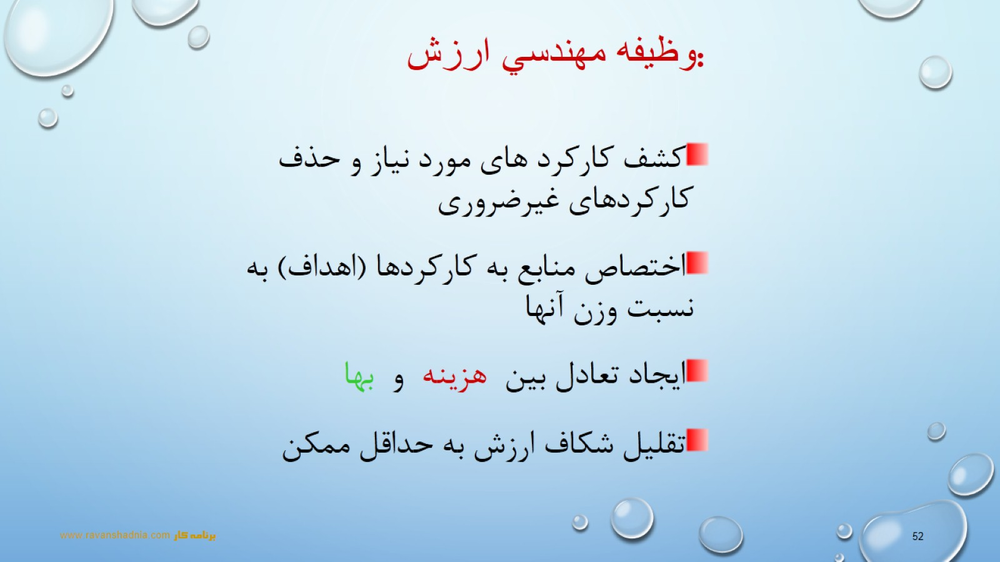 وظيفه مهندسي ارزش:
کشف کارکرد های مورد نیاز و حذف
کارکردهای غیرضروری
اختصاص منابع به کارکردها (اهداف) به
نسبت وزن آنها
ایجاد تعادل بین هزینه و بها
تقلیل شکاف ارزش به حداقل ممکن
برنامه کار www.ravanshadnia.com
52